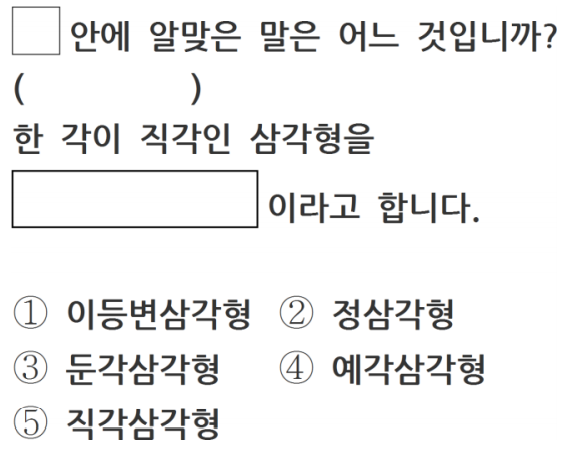 안에 알맞은 말은 어느 것입니까?
( )
한 각이 직각인 삼각형을
이라고 합니다.
① 이등변삼각형 ② 정삼각형
③ 둔각삼각형 ④ 예각삼각형
⑤ 직각삼각형